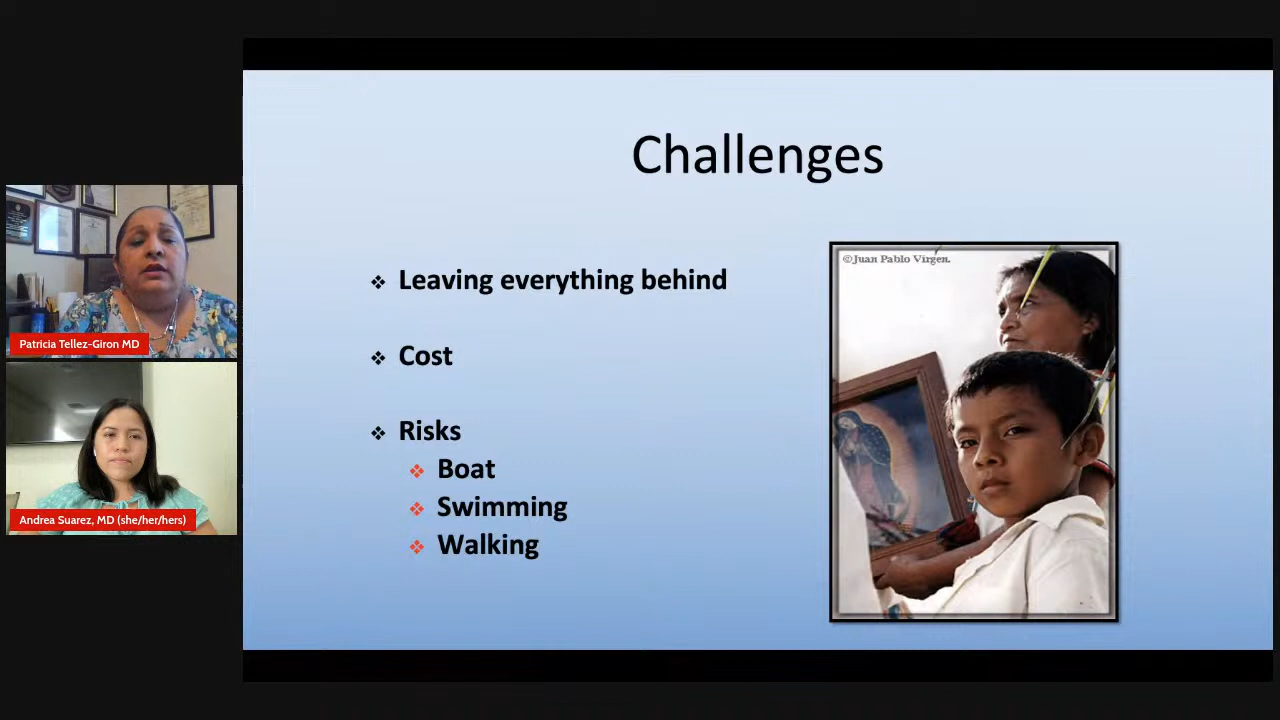 Challenges
Leaving everything behind
Cost
Risks
Boat
Swimming
Walking
©Juan Pablo Virgen.
Patricia Tellez-Giron MD
Andrea Suarez, MD (she/her/hers)